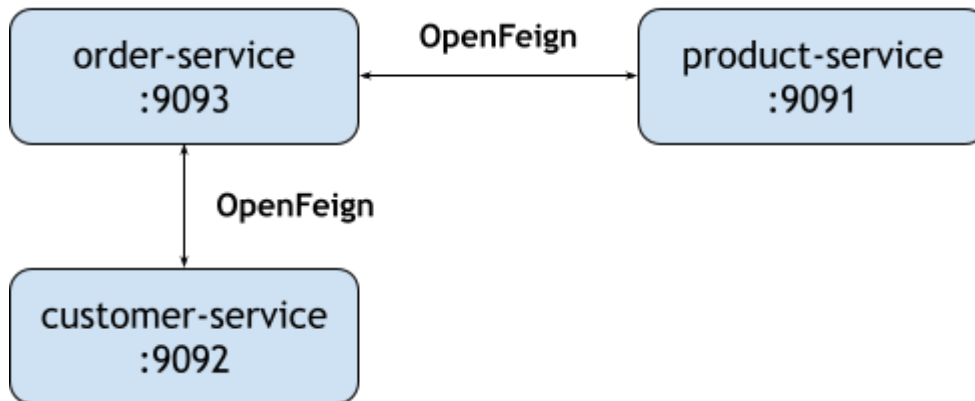 order-service
:9093
OpenFeign
product-service
:9091
OpenFeign
customer-service
:9092